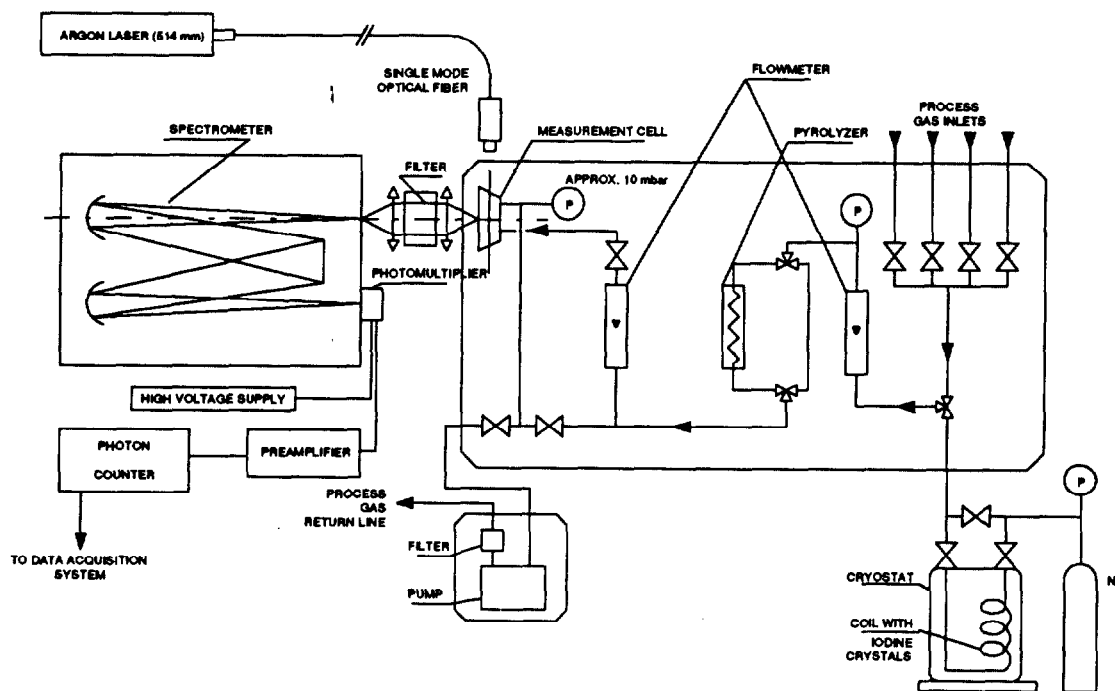 ARGON LASER (514 mm)
SINGLE MODE
OPTICAL FIBER
FLOWMETER
PROCESS
GAS INLETS
SPECTROMETER
MEASUREMENT CELL
PYROLYZER
FILTER
APPROX. 10 mbar
P
P
PHOTOMULTIPLIER
HIGH VOLTAGE SUPPLY
PHOTON
COUNTER
PREAMPLIFIER
PROCESS
GAS
RETURN LINE
P
TO DATA ACQUISITION
SYSTEM
FILTER
PUMP
CRYOSTAT
N
COIL WITH
IODINE
CRYSTALS